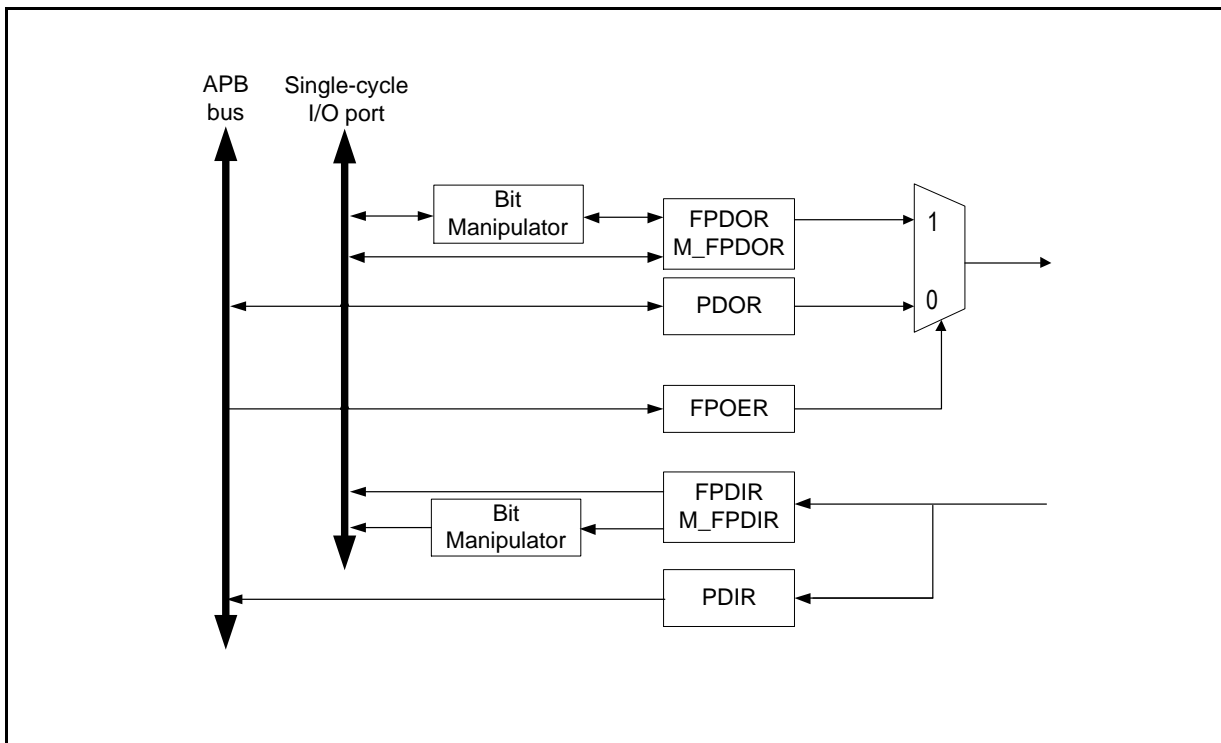 APB
bus
Single-cycle
I/O port
Bit
Manipulator
FPDOR
M_FPDOR
1
PDOR
0
FPOER
FPDIR
M_FPDIR
Bit
Manipulator
PDIR